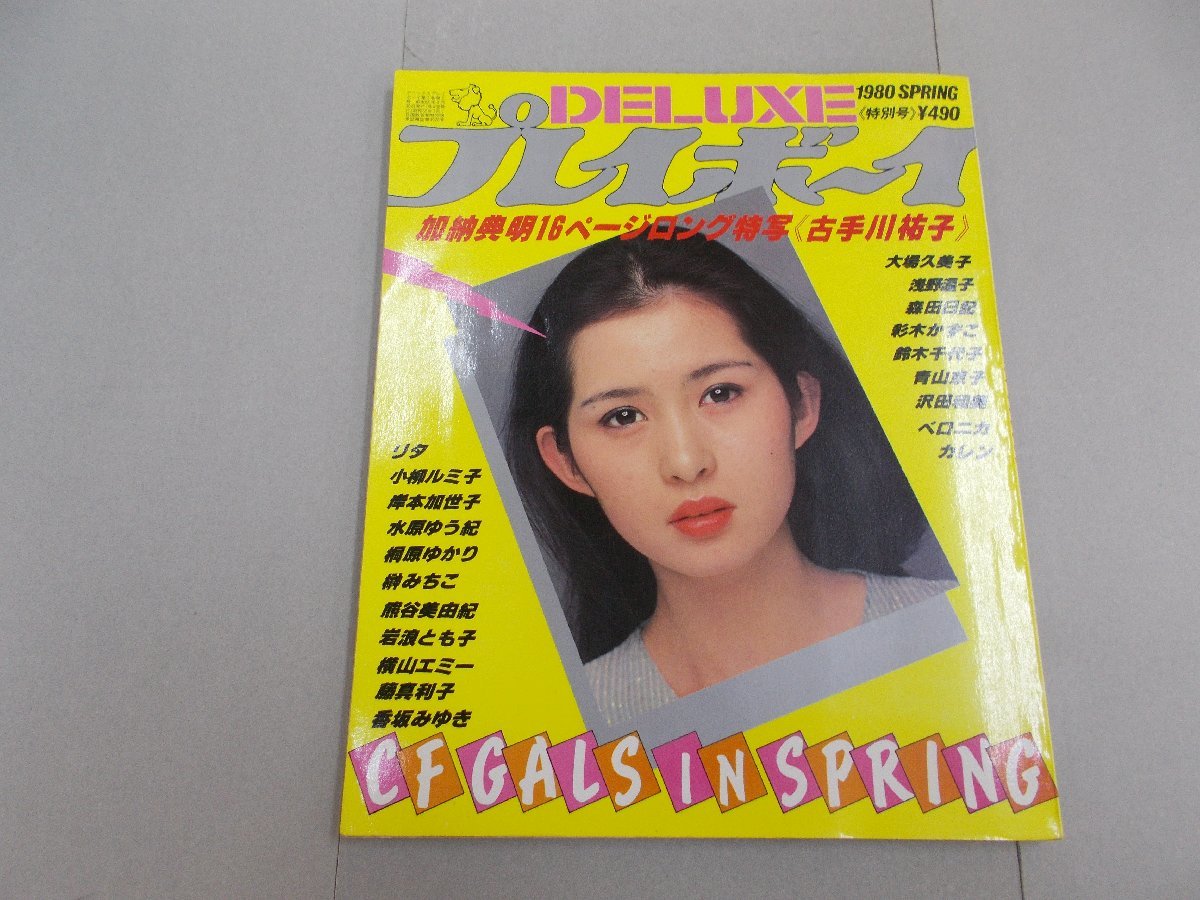 DELUXE
1980 SPRING
《特別号》¥490
プレイボーイ
加納典明16ページロング特写《古手川祐子》
大場久美子
浅野温子
森田日記
彩木かずこ
鈴木千代子
青山京子
沢田和美
ベロニカ
カレン
リタ
小柳ルミ子
岸本加世子
水原ゆう紀
桐原ゆかり
榊みちこ
熊谷美由紀
岩浪とも子
横山エミー
藤真利子
香坂みゆき
CF GALS IN SPRING